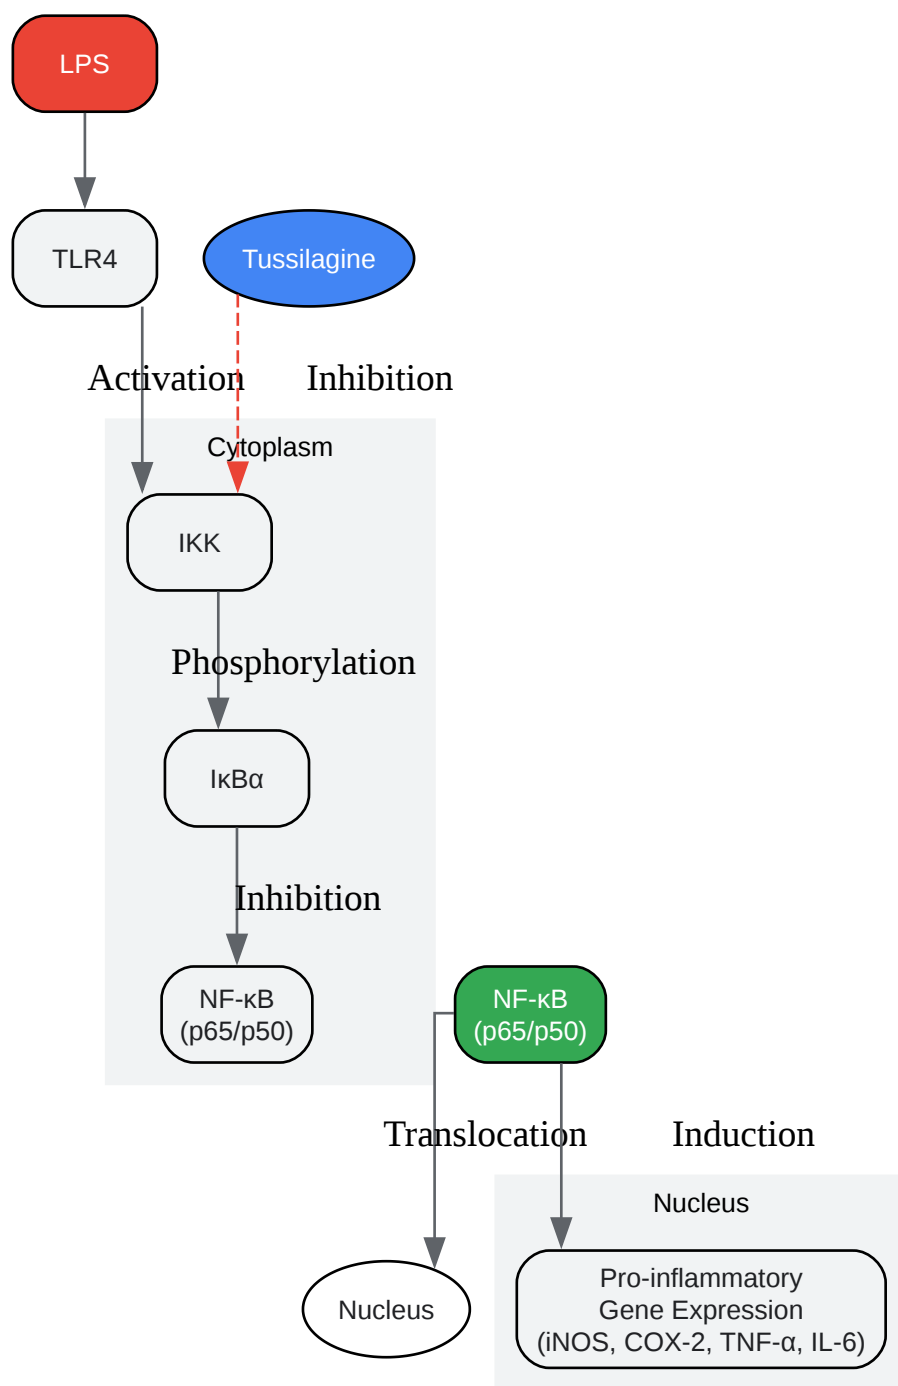 LPS
TLR4
Tussilagine
Activation
Inhibition
Cytoplasm
IKK
Phosphorylation
IκBα
Inhibition
NF-κB
(p65/p50)
NF-κB
(p65/p50)
Translocation
Induction
Nucleus
Nucleus
Pro-inflammatory
Gene Expression
(iNOS, COX-2, TNF-α, IL-6)